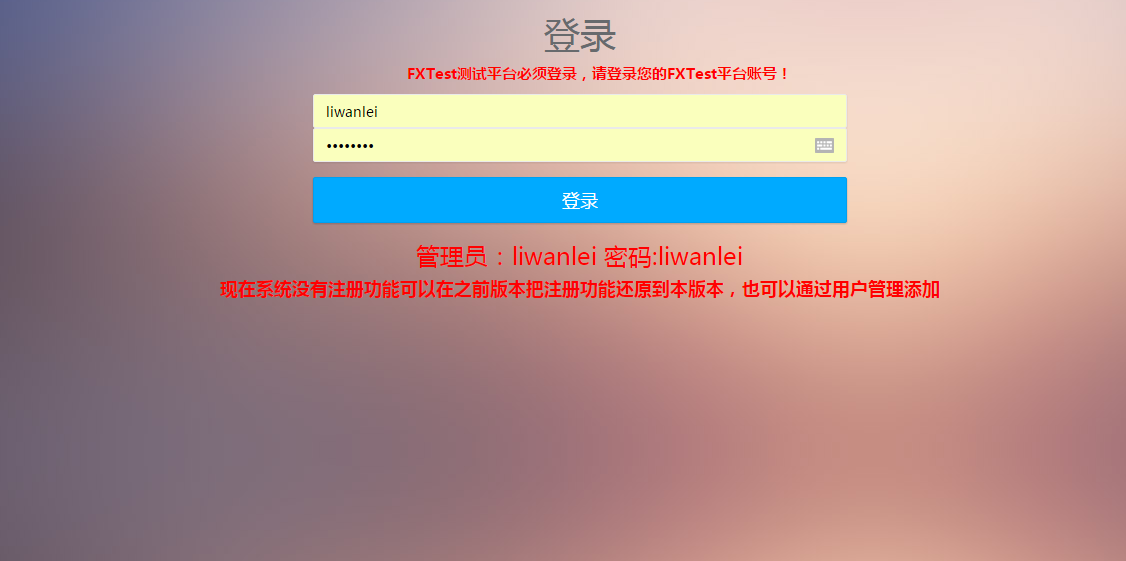 登录
FXTest测试平台必须登录，请登录您的FXTest平台账号！
liwanlei
••••••••
登录
管理员：liwanlei 密码:liwanlei
现在系统没有注册功能可以在之前版本把注册功能还原到本版本，也可以通过用户管理添加